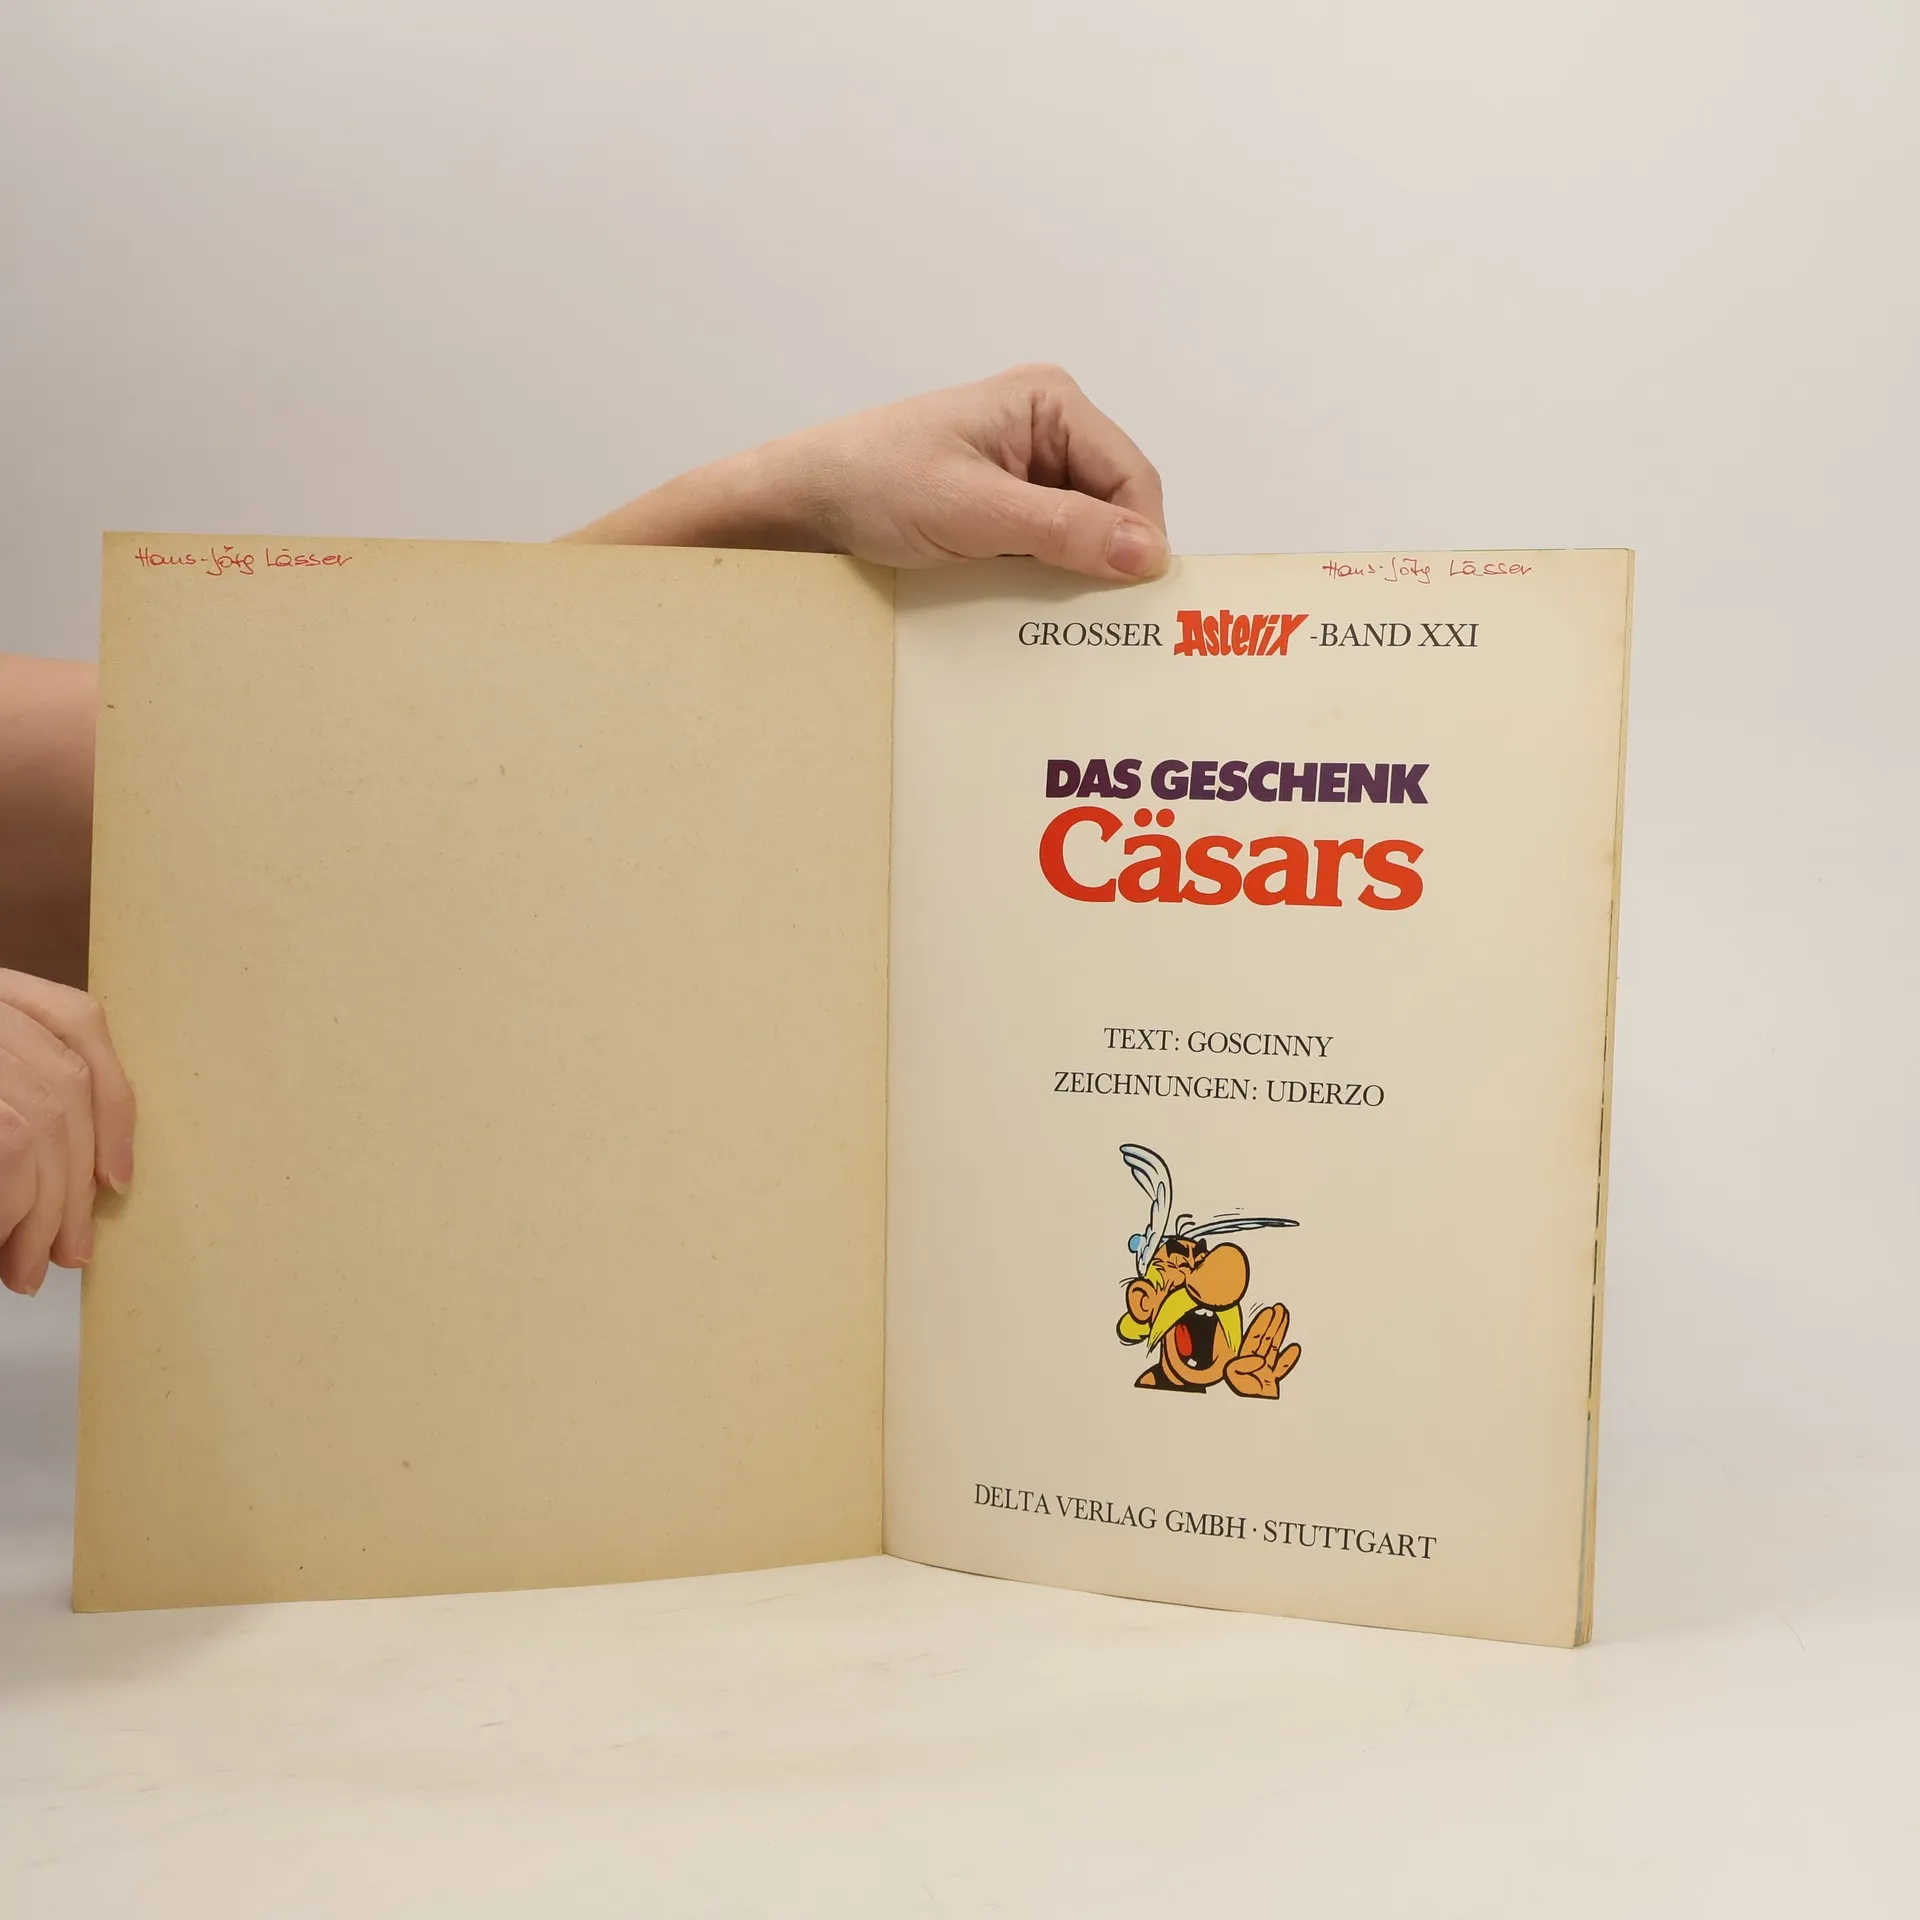 Hans-Jörg Lässer
Hans-Jörg Lässer
GROSSER Asterix -BAND XXI
DAS GESCHENK
Cäsars
TEXT: GOSCINNY
ZEICHNUNGEN: UDERZO
DELTA VERLAG GMBH · STUTTGART